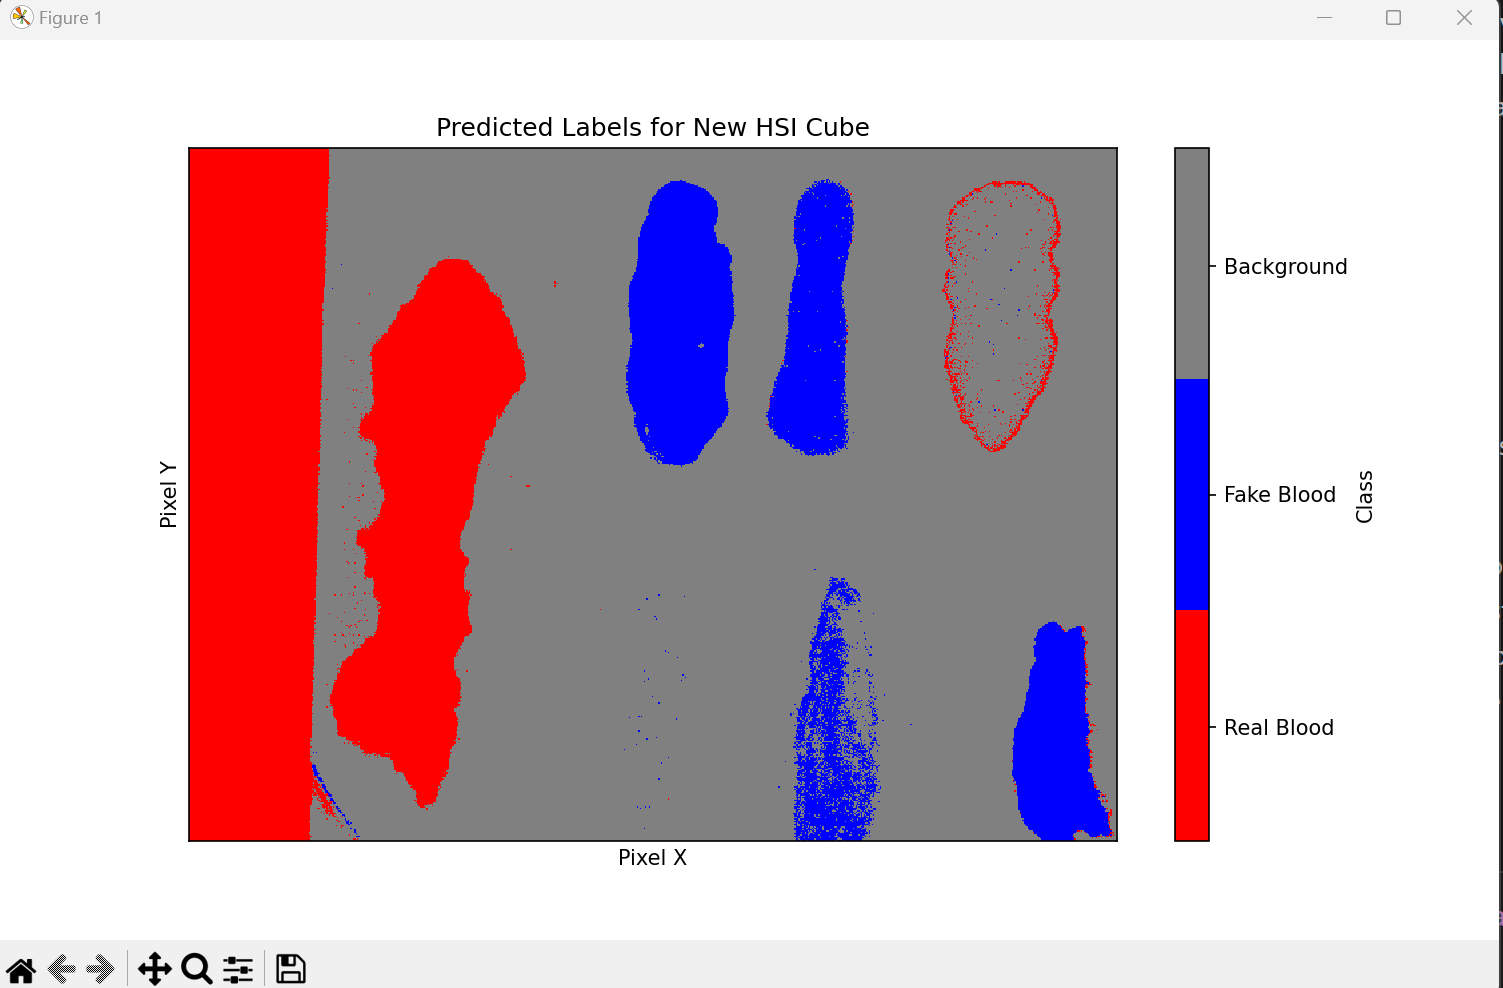 Figure 1
Predicted Labels for New HSI Cube
Background
Fake Blood
Real Blood
Class
Pixel Y
Pixel X